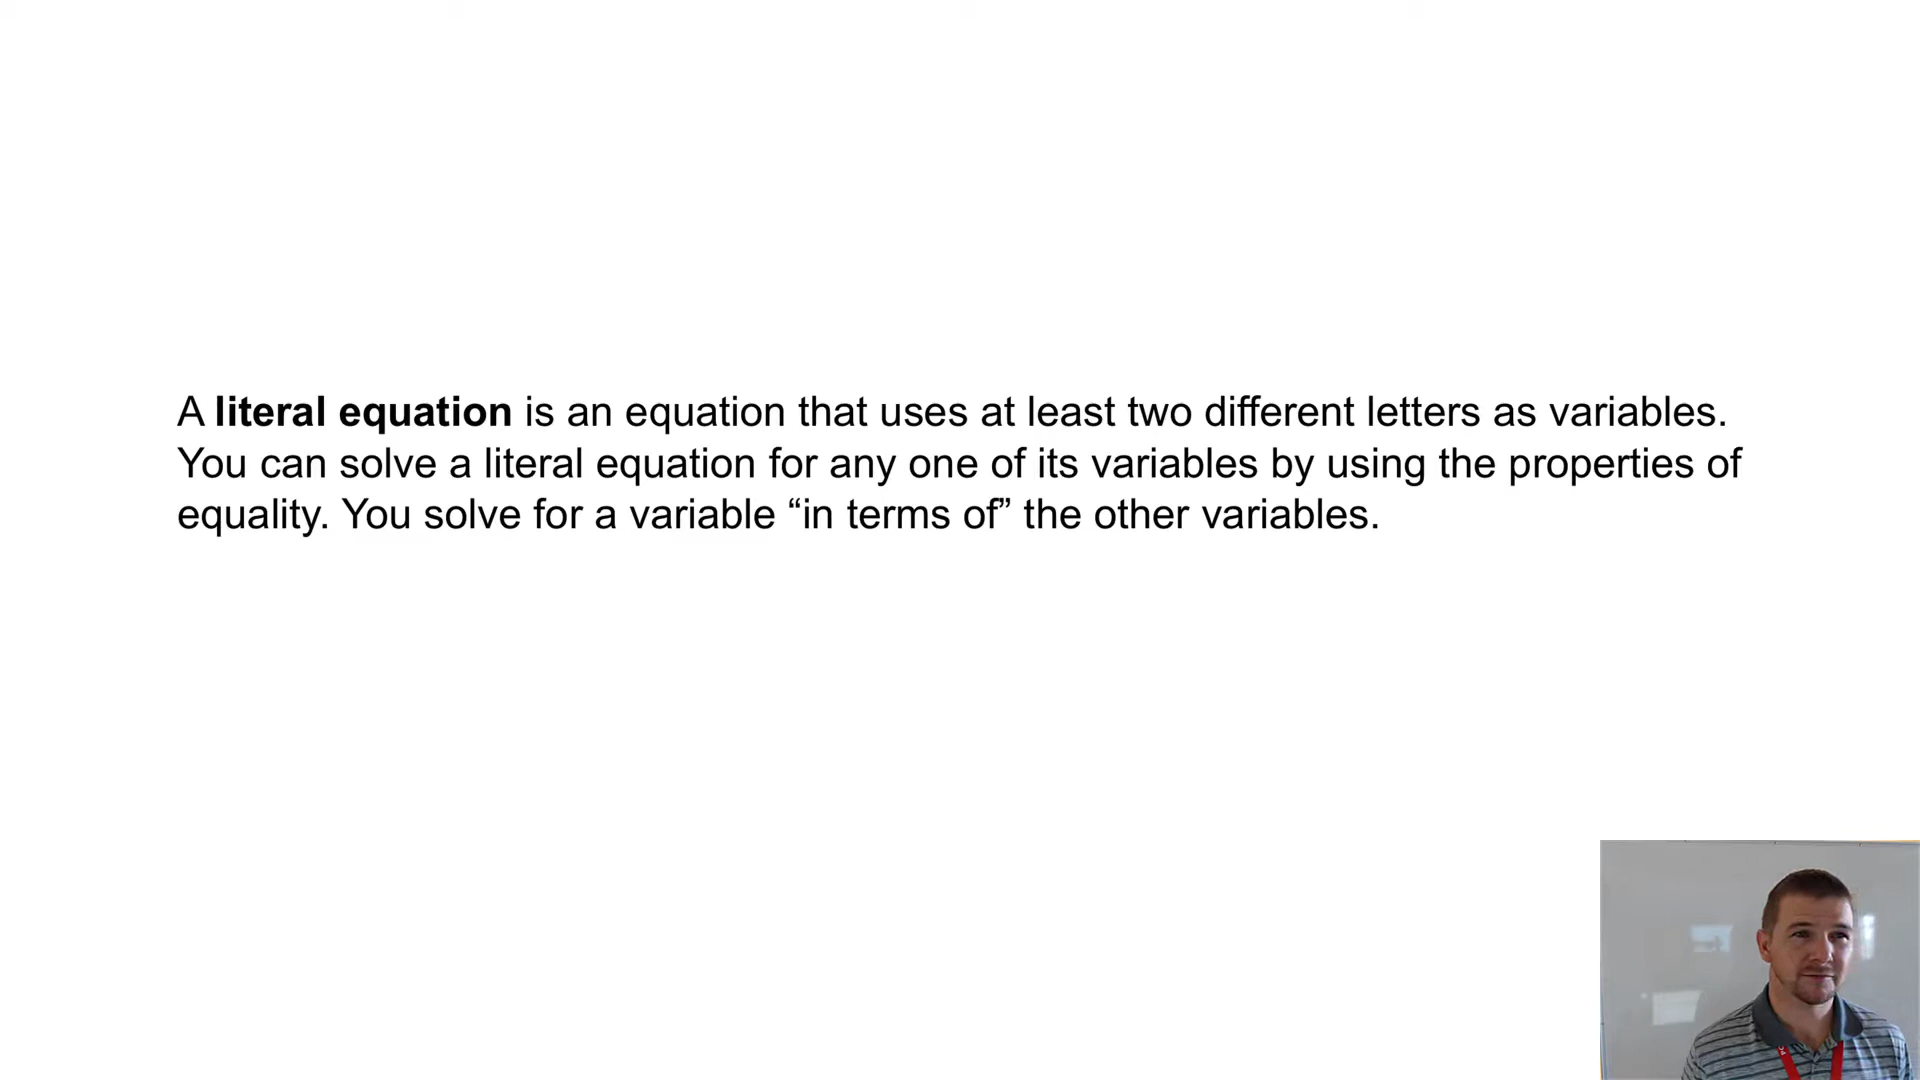 A literal equation is an equation that uses at least two different letters as variables.
You can solve a literal equation for any one of its variables by using the properties of
equality. You solve for a variable “in terms of” the other variables.